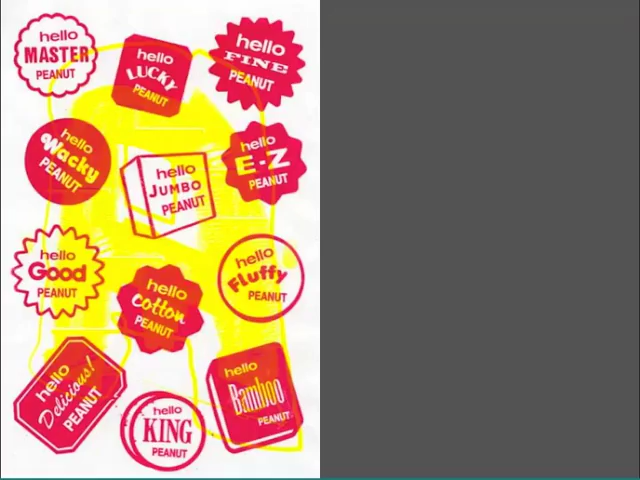 hello
MASTER
PEANUT
hello
LUCKY
PEANUT
hello
FINE
PEANUT
hello
Wacky
PEANUT
hello
JUMBO
PEANUT
hello
E-Z
PEANUT
hello
Good
PEANUT
hello
Cotton
PEANUT
hello
Fluffy
PEANUT
hello
Delicious!
PEANUT
hello
KING
PEANUT
hello
Bamboo
PEANUT